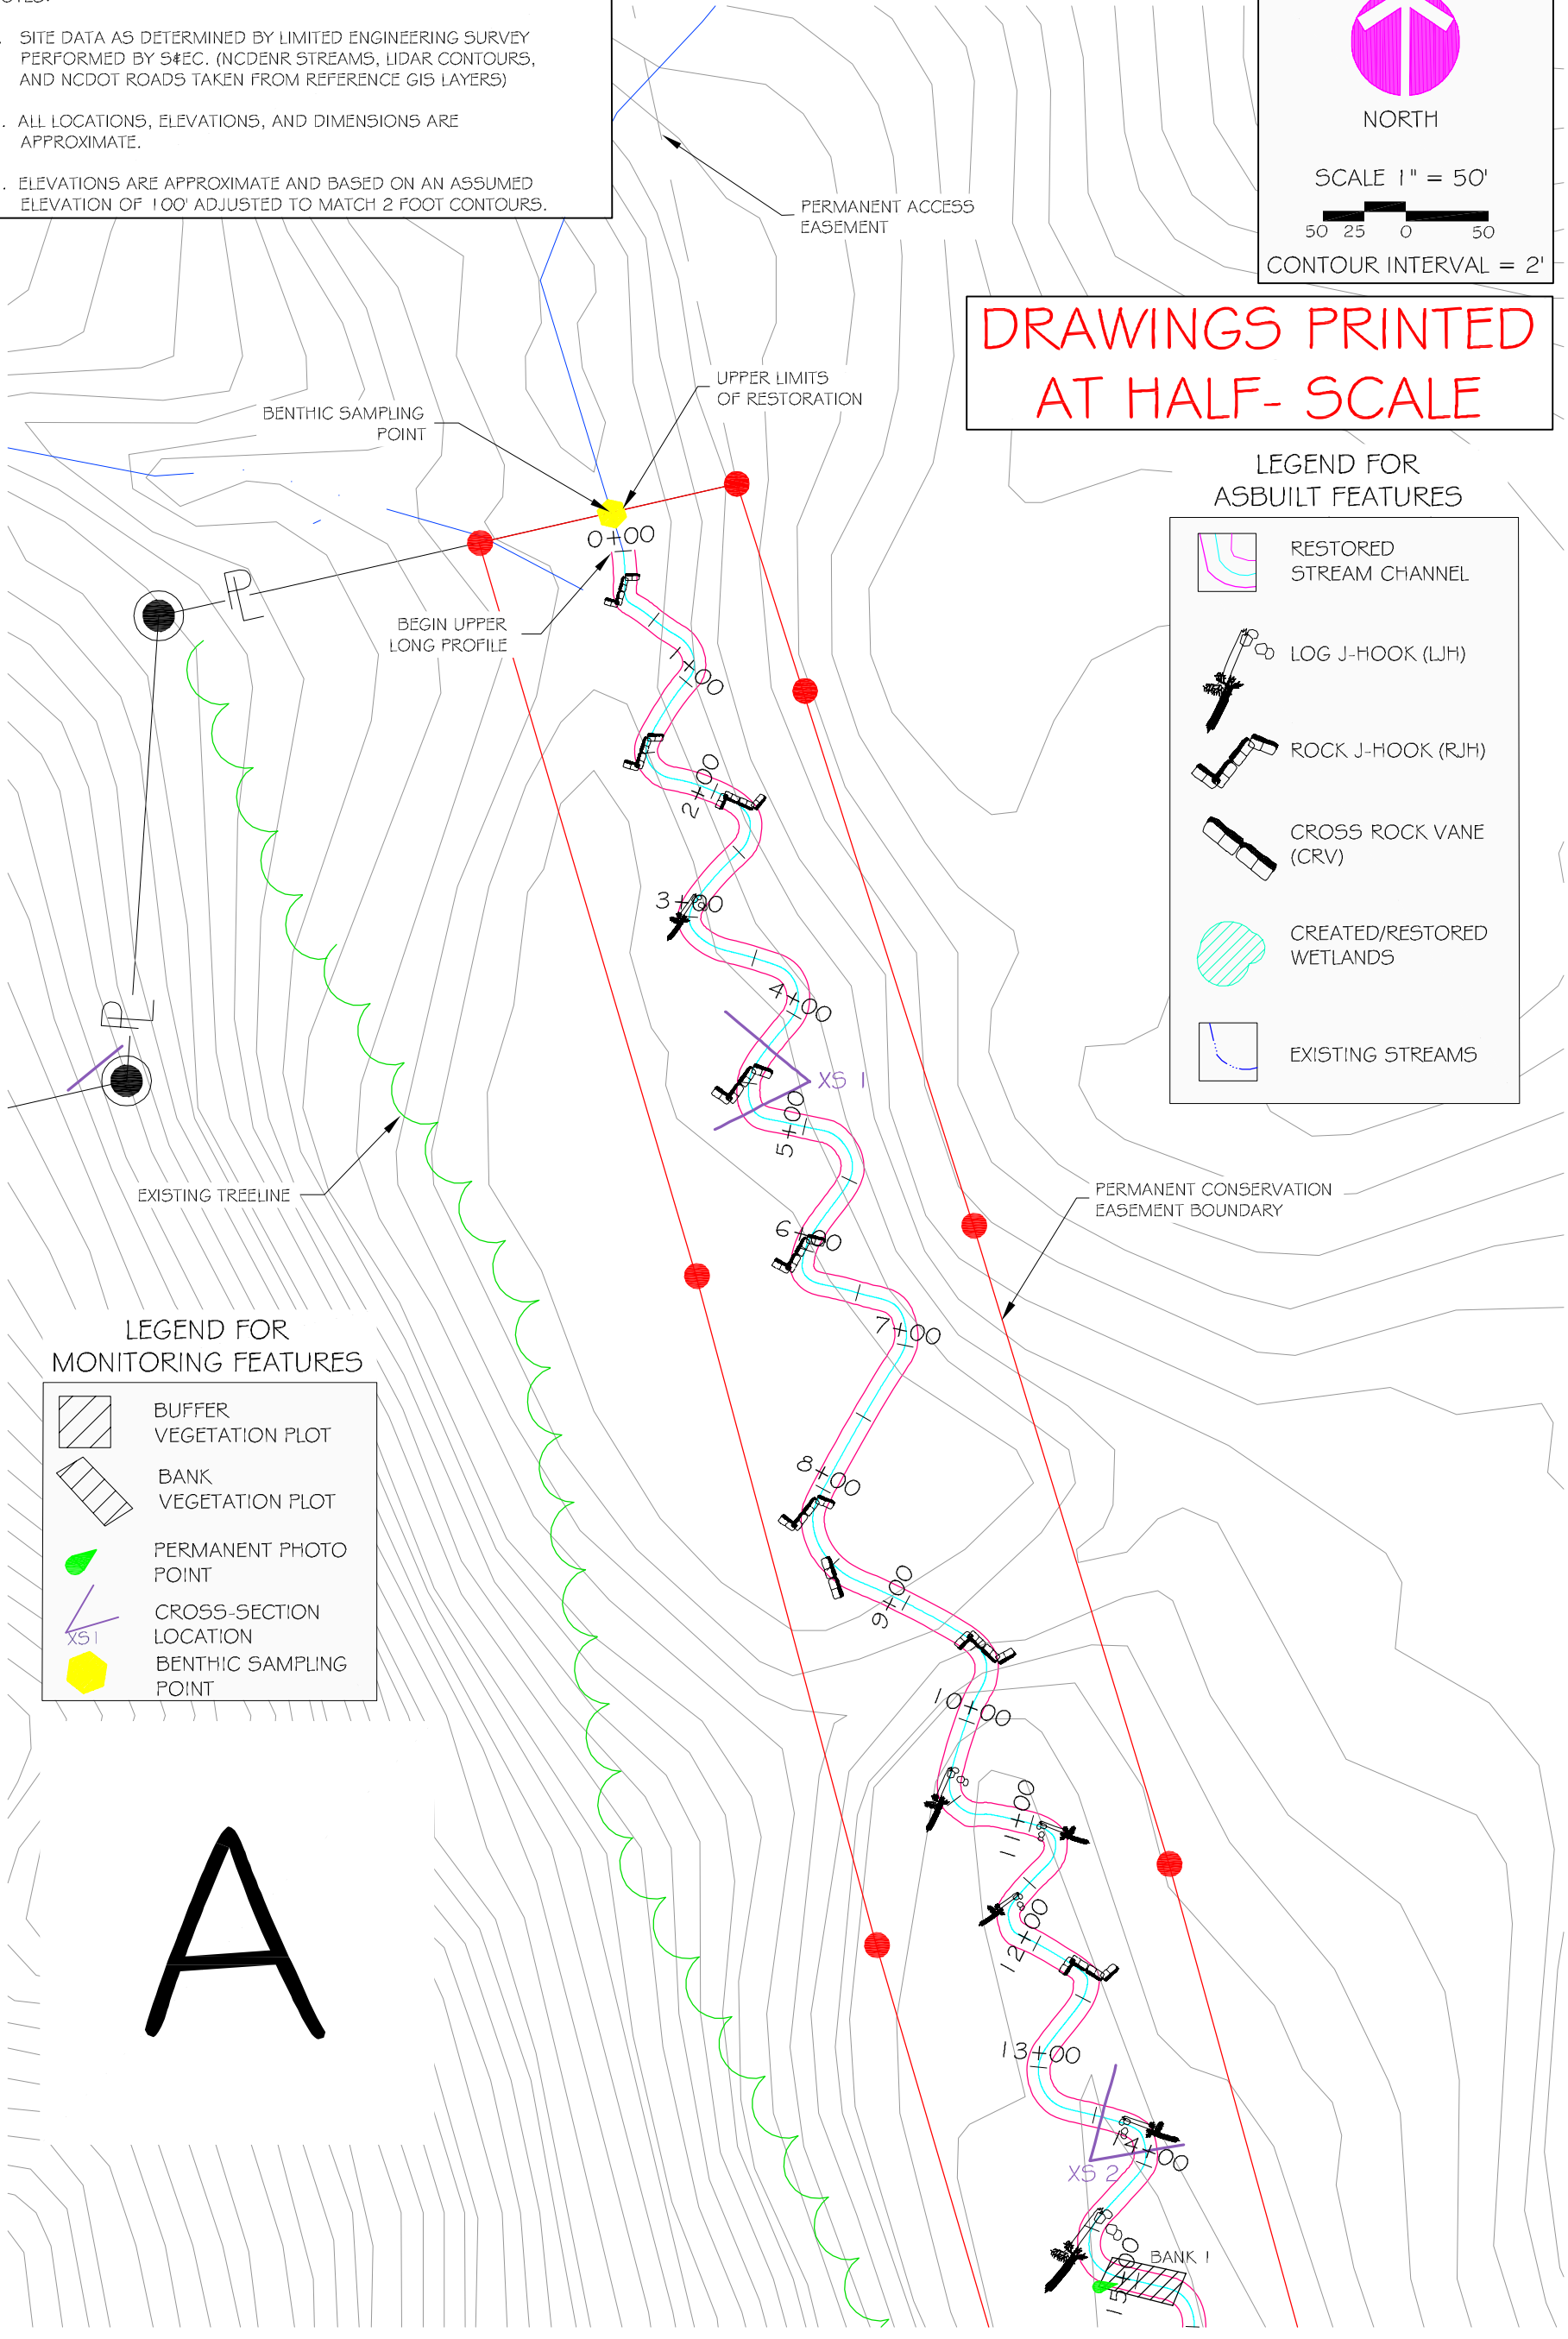 SITE DATA AS DETERMINED BY LIMITED ENGINEERING SURVEY
PERFORMED BY S&EC. (NCDENR STREAMS, LIDAR CONTOURS,
AND NCDOT ROADS TAKEN FROM REFERENCE GIS LAYERS)
. ALL LOCATIONS, ELEVATIONS, AND DIMENSIONS ARE
APPROXIMATE.
. ELEVATIONS ARE APPROXIMATE AND BASED ON AN ASSUMED
ELEVATION OF 100' ADJUSTED TO MATCH 2 FOOT CONTOURS.
NORTH
SCALE 1" = 50'
50 25 0 50
CONTOUR INTERVAL = 2'
DRAWINGS PRINTED
AT HALF- SCALE
PERMANENT ACCESS
EASEMENT
UPPER LIMITS
OF RESTORATION
BENTHIC SAMPLING
POINT
LEGEND FOR
ASBUILT FEATURES
RESTORED
STREAM CHANNEL
LOG J-HOOK (LJH)
ROCK J-HOOK (RJH)
CROSS ROCK VANE
(CRV)
CREATED/RESTORED
WETLANDS
EXISTING STREAMS
0+00
PL
BEGIN UPPER
LONG PROFILE
1+00
2+00
3+00
4+00
PL
XS 1
5+00
EXISTING TREELINE
PERMANENT CONSERVATION
EASEMENT BOUNDARY
6+00
7+00
LEGEND FOR
MONITORING FEATURES
BUFFER
VEGETATION PLOT
BANK
VEGETATION PLOT
PERMANENT PHOTO
POINT
CROSS-SECTION
LOCATION
XS1
BENTHIC SAMPLING
POINT
8+00
9+00
10+00
11+00
A
12+00
13+00
14+00
XS 2
15+00
BANK 1